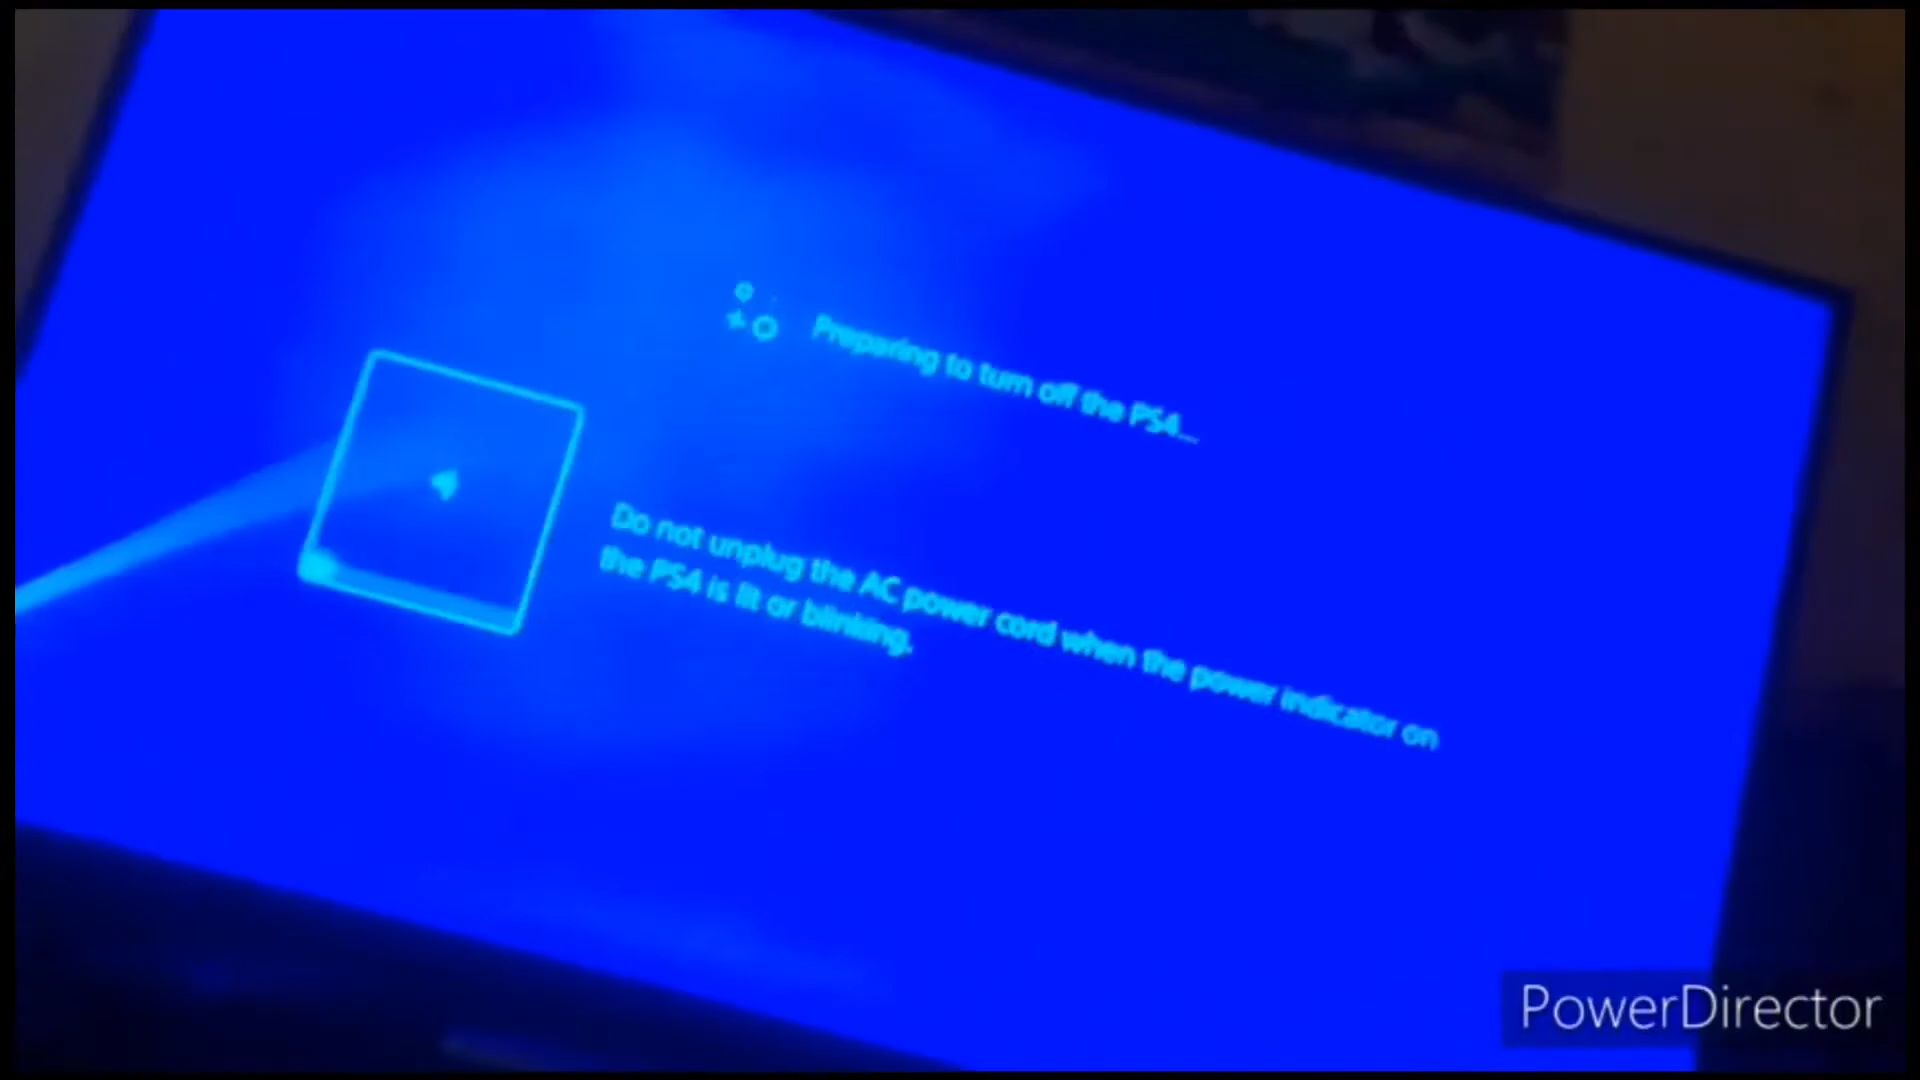 Preparing to turn off the PS4...
Do not unplug the AC power cord when the power indicator on
the PS4 is lit or blinking.
PowerDirector